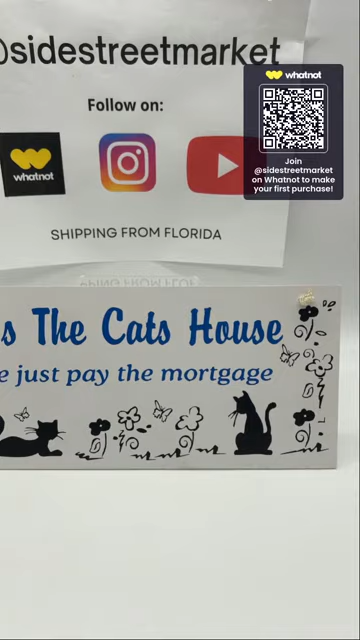 @sidestreetmarket
whatnot
Follow on:
whatnot
Join
@sidestreetmarket
on Whatnot to make
your first purchase!
SHIPPING FROM FLORIDA
s The Cats House
e just pay the mortgage